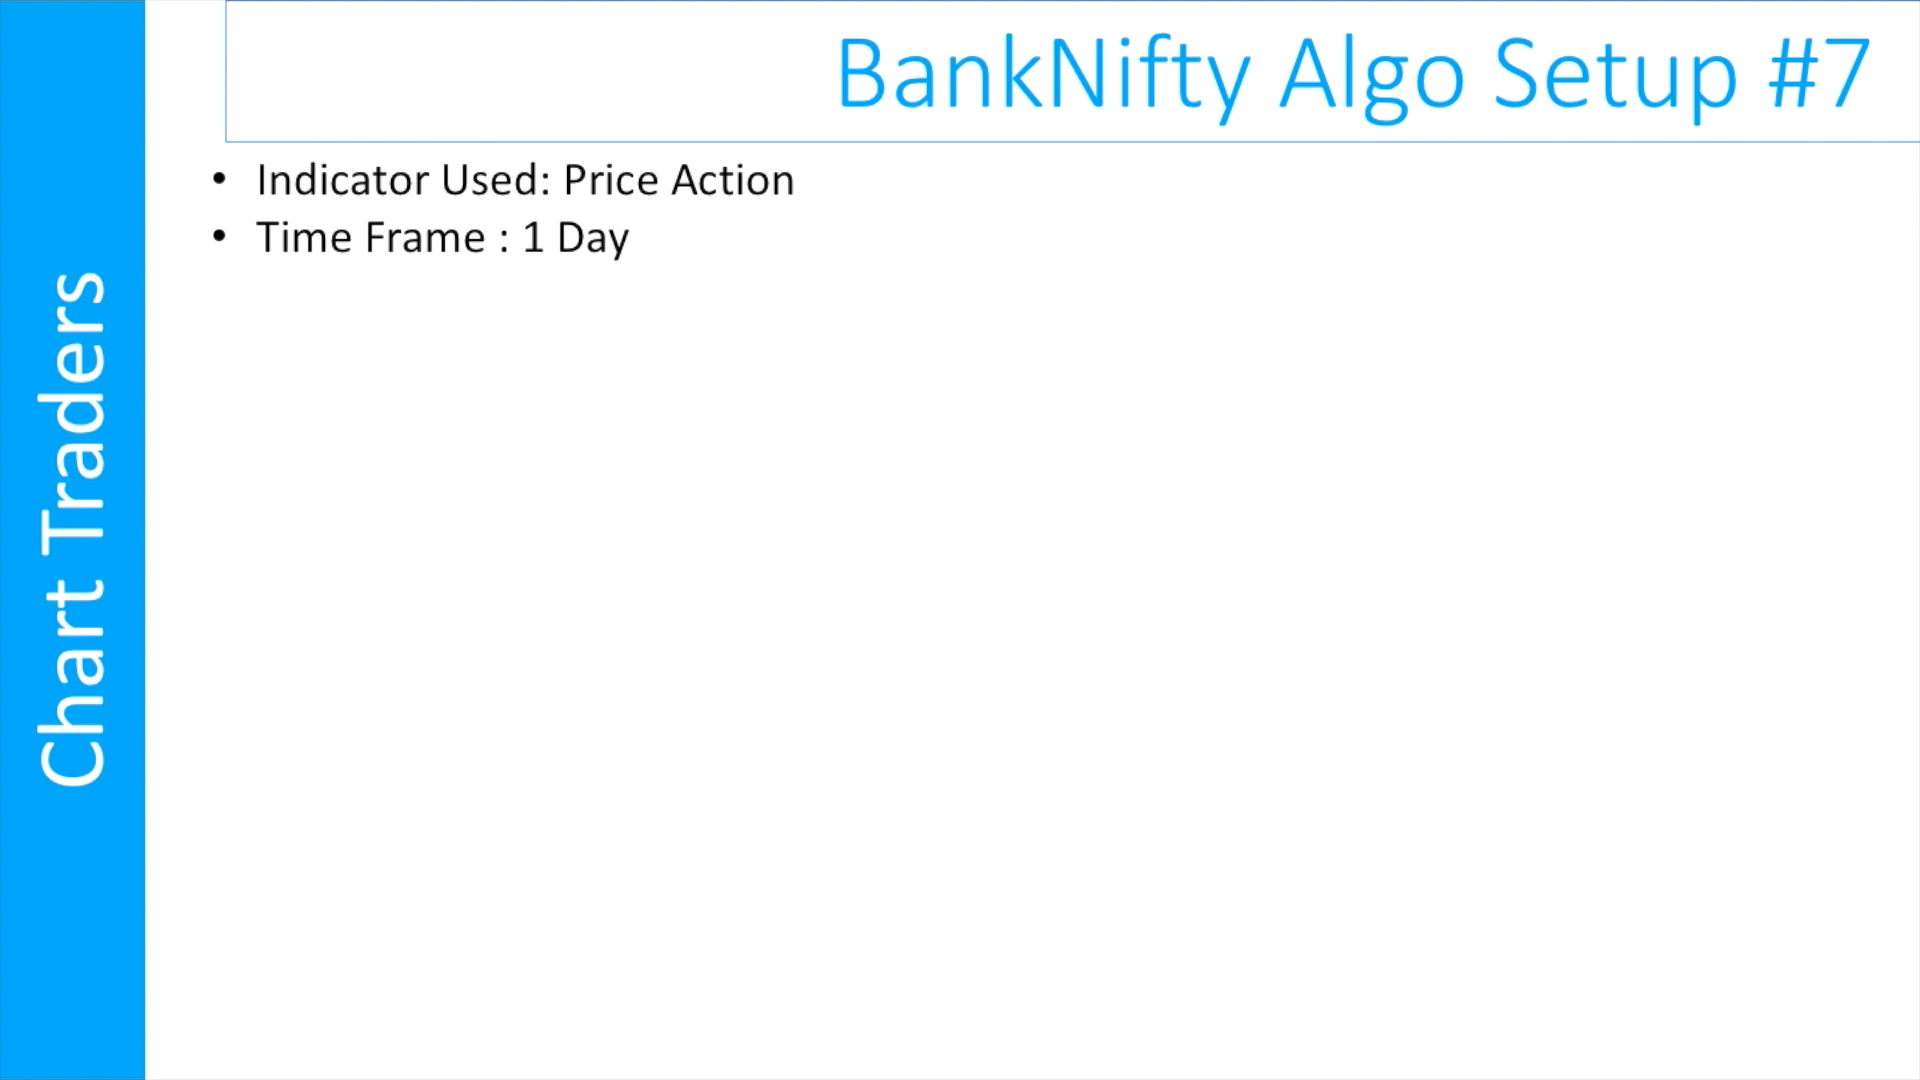 BankNifty Algo Setup #7
• Indicator Used: Price Action
• Time Frame : 1 Day
Chart Traders